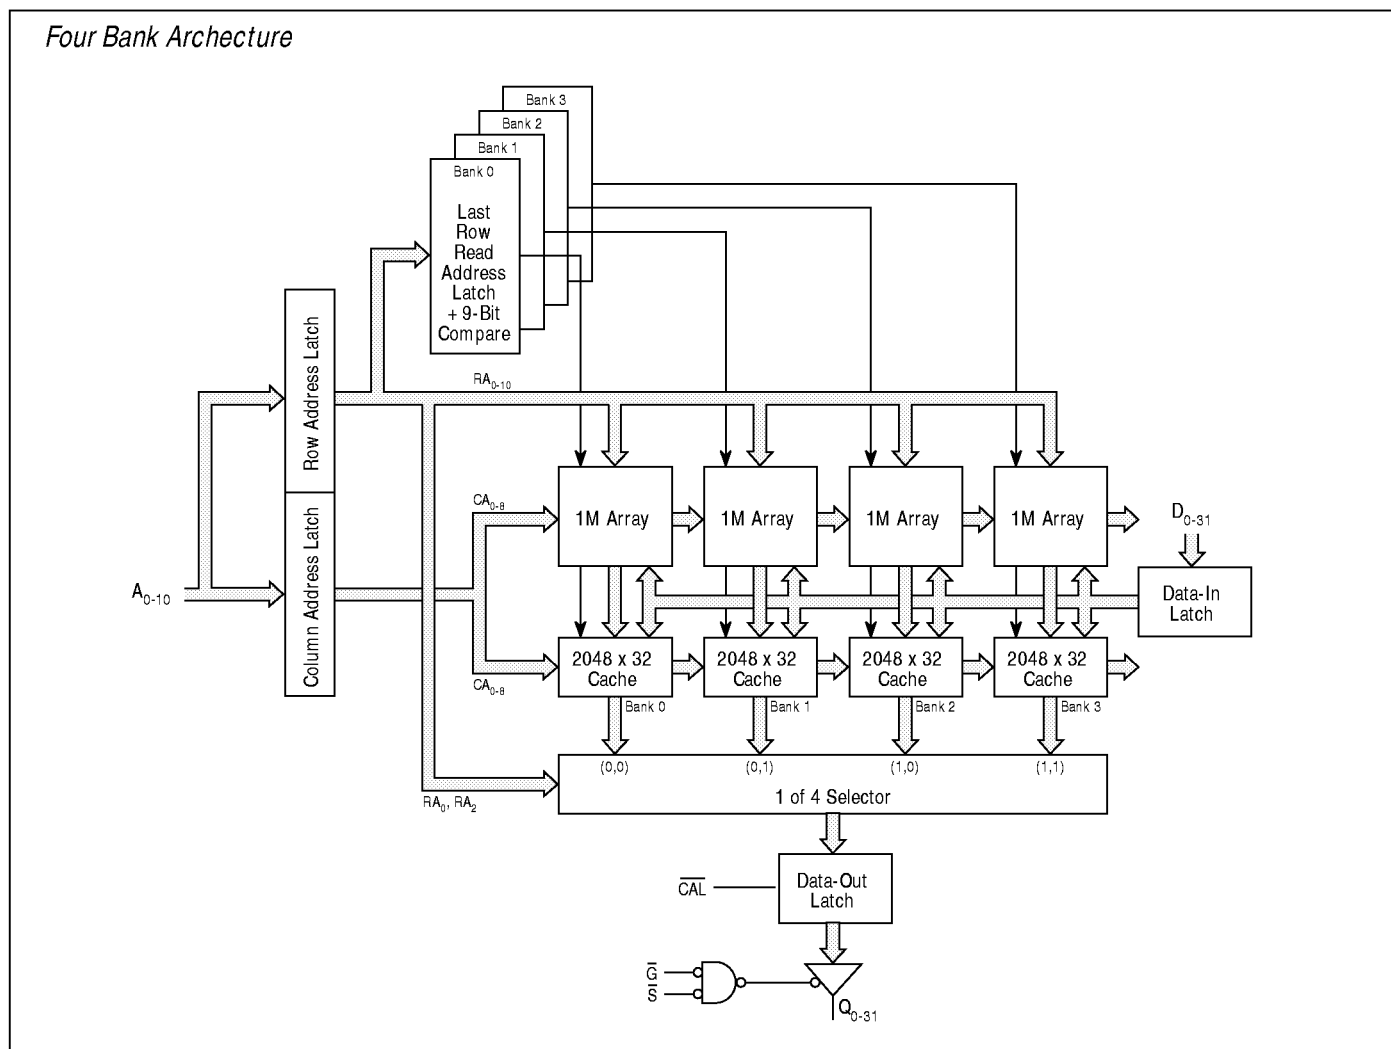 Four Bank Archecture
Bank 3
Bank 2
Bank 1
Bank 0
Last
Row
Read
Address
Latch
+ 9-Bit
Compare
Row Address Latch
Column Address Latch
A0-10
RA0-10
CA0-8
CA0-8
1M Array
1M Array
1M Array
1M Array
D0-31
Data-In
Latch
2048 x 32
Cache
2048 x 32
Cache
2048 x 32
Cache
2048 x 32
Cache
Bank 0
Bank 1
Bank 2
Bank 3
(0,0)
(0,1)
(1,0)
(1,1)
RA0, RA2
1 of 4 Selector
C̅A̅L̅
Data-Out
Latch
G̅
S̅
Q0-31